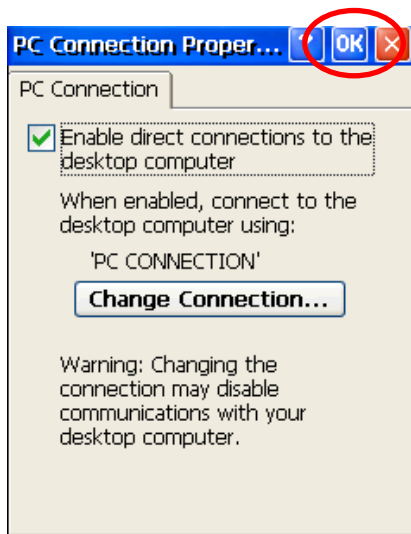 PC Connection Proper... ? OK ×
PC Connection
Enable direct connections to the
desktop computer
When enabled, connect to the
desktop computer using:
'PC CONNECTION'
Change Connection...
Warning: Changing the
connection may disable
communications with your
desktop computer.